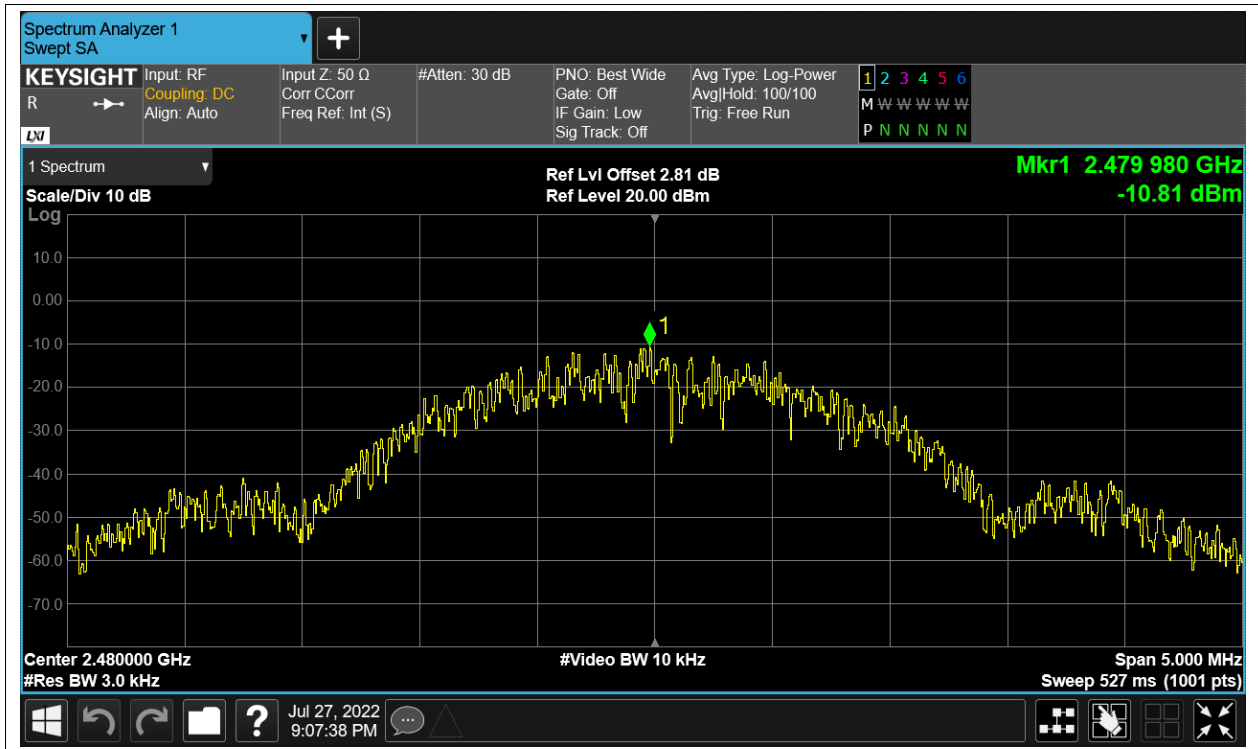 Spectrum Analyzer 1
Swept SA
+
KEYSIGHT
R
LXI
Input: RF
Coupling: DC
Align: Auto
Input Z: 50 Ω
Corr CCorr
Freq Ref: Int (S)
#Atten: 30 dB
PNO: Best Wide
Gate: Off
IF Gain: Low
Sig Track: Off
Avg Type: Log-Power
Avg|Hold: 100/100
Trig: Free Run
1 2 3 4 5 6
M W W W W W
P N N N N N
1 Spectrum
Scale/Div 10 dB
Ref Lvl Offset 2.81 dB
Ref Level 20.00 dBm
Mkr1 2.479 980 GHz
-10.81 dBm
Log
10.0
0.00
-10.0
-20.0
-30.0
-40.0
-50.0
-60.0
-70.0
1
Center 2.480000 GHz
#Res BW 3.0 kHz
#Video BW 10 kHz
Span 5.000 MHz
Sweep 527 ms (1001 pts)
?
Jul 27, 2022
9:07:38 PM